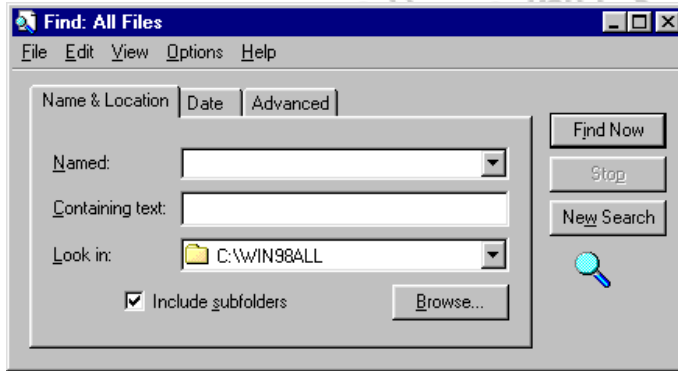 Find: All Files
File Edit View Options Help
Name & Location Date Advanced
Find Now
Named:
Stop
Containing text:
New Search
Look in: C:\WIN98ALL
Include subfolders Browse...